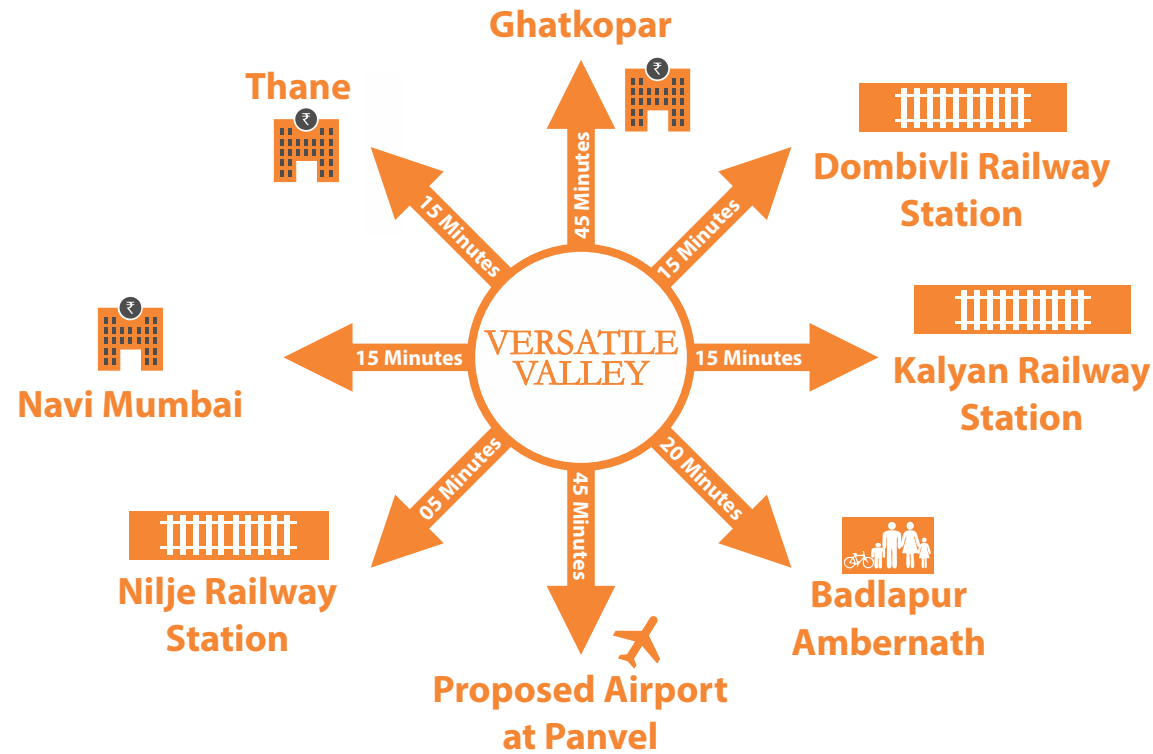 Ghatkopar
₹
45 Minutes
Thane
₹
15 Minutes
Dombivli Railway
Station
15 Minutes
Navi Mumbai
₹
15 Minutes
VERSATILE
VALLEY
15 Minutes
Kalyan Railway
Station
05 Minutes
Nilje Railway
Station
45 Minutes
Proposed Airport
at Panvel
20 Minutes
Badlapur
Ambernath